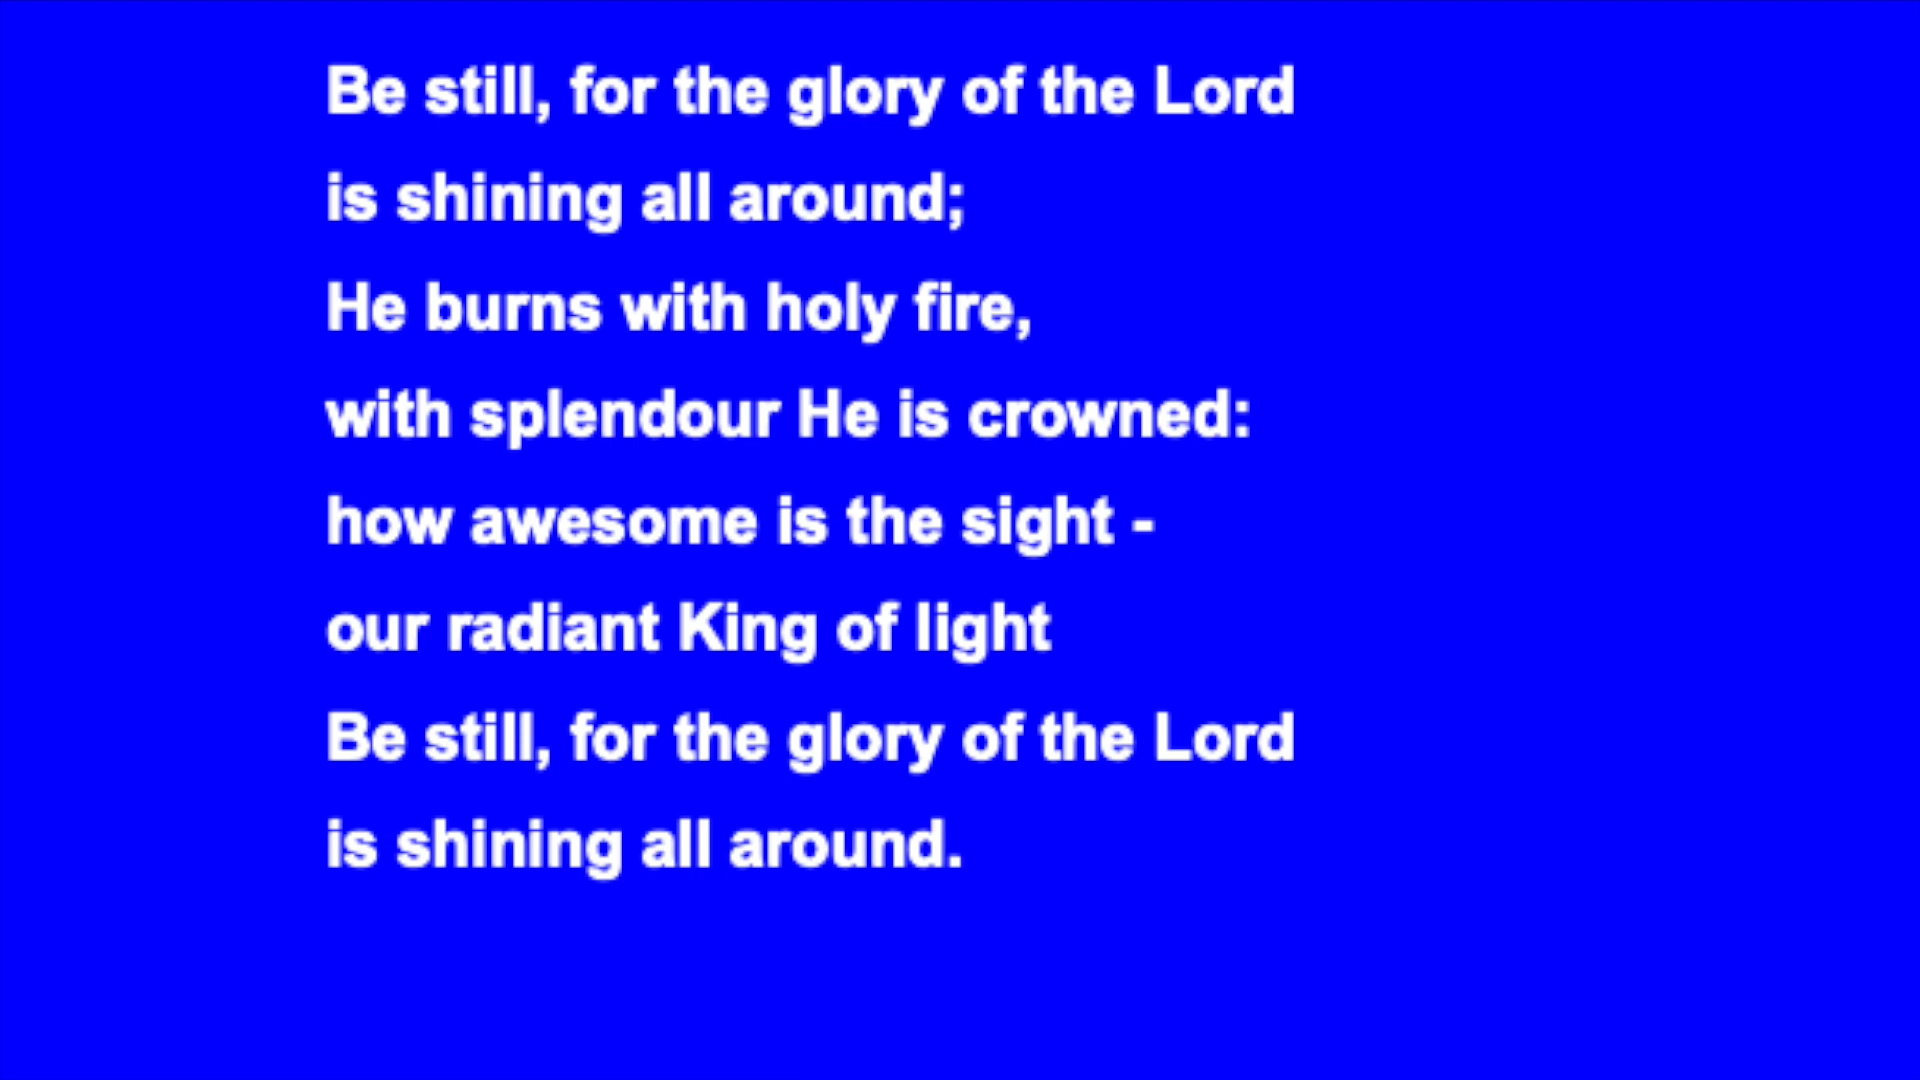 Be still, for the glory of the Lord
is shining all around;
He burns with holy fire,
with splendour He is crowned:
how awesome is the sight -
our radiant King of light
Be still, for the glory of the Lord
is shining all around.